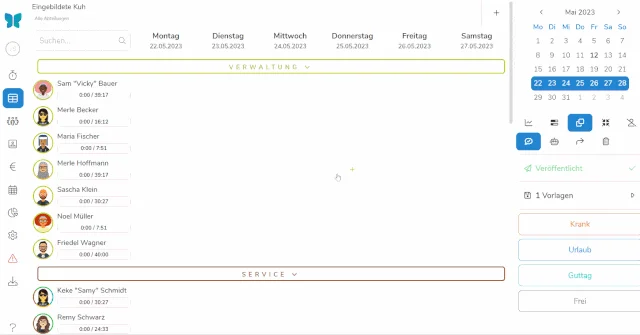 Eingebildete Kuh
Alle Abteilungen
+
Suchen...
Montag
22.05.2023
Dienstag
23.05.2023
Mittwoch
24.05.2023
Donnerstag
25.05.2023
Freitag
26.05.2023
Samstag
27.05.2023
VERWALTUNG
Sam "Vicky" Bauer
0:00 / 39:17
Merle Becker
0:00 / 16:12
Maria Fischer
0:00 / 7:51
Merle Hoffmann
0:00 / 39:17
Sascha Klein
0:00 / 30:27
Noel Müller
0:00 / 7:51
Friedel Wagner
0:00 / 40:00
SERVICE
Keke "Samy" Schmidt
0:00 / 30:27
Remy Schwarz
0:00 / 24:33
Mai 2023
Mo Di Mi Do Fr Sa So
1 2 3 4 5 6 7
8 9 10 11 12 13 14
15 16 17 18 19 20 21
22 23 24 25 26 27 28
29 30 31 1 2 3 4
Veröffentlicht
1 Vorlagen
Krank
Urlaub
Guttag
Frei